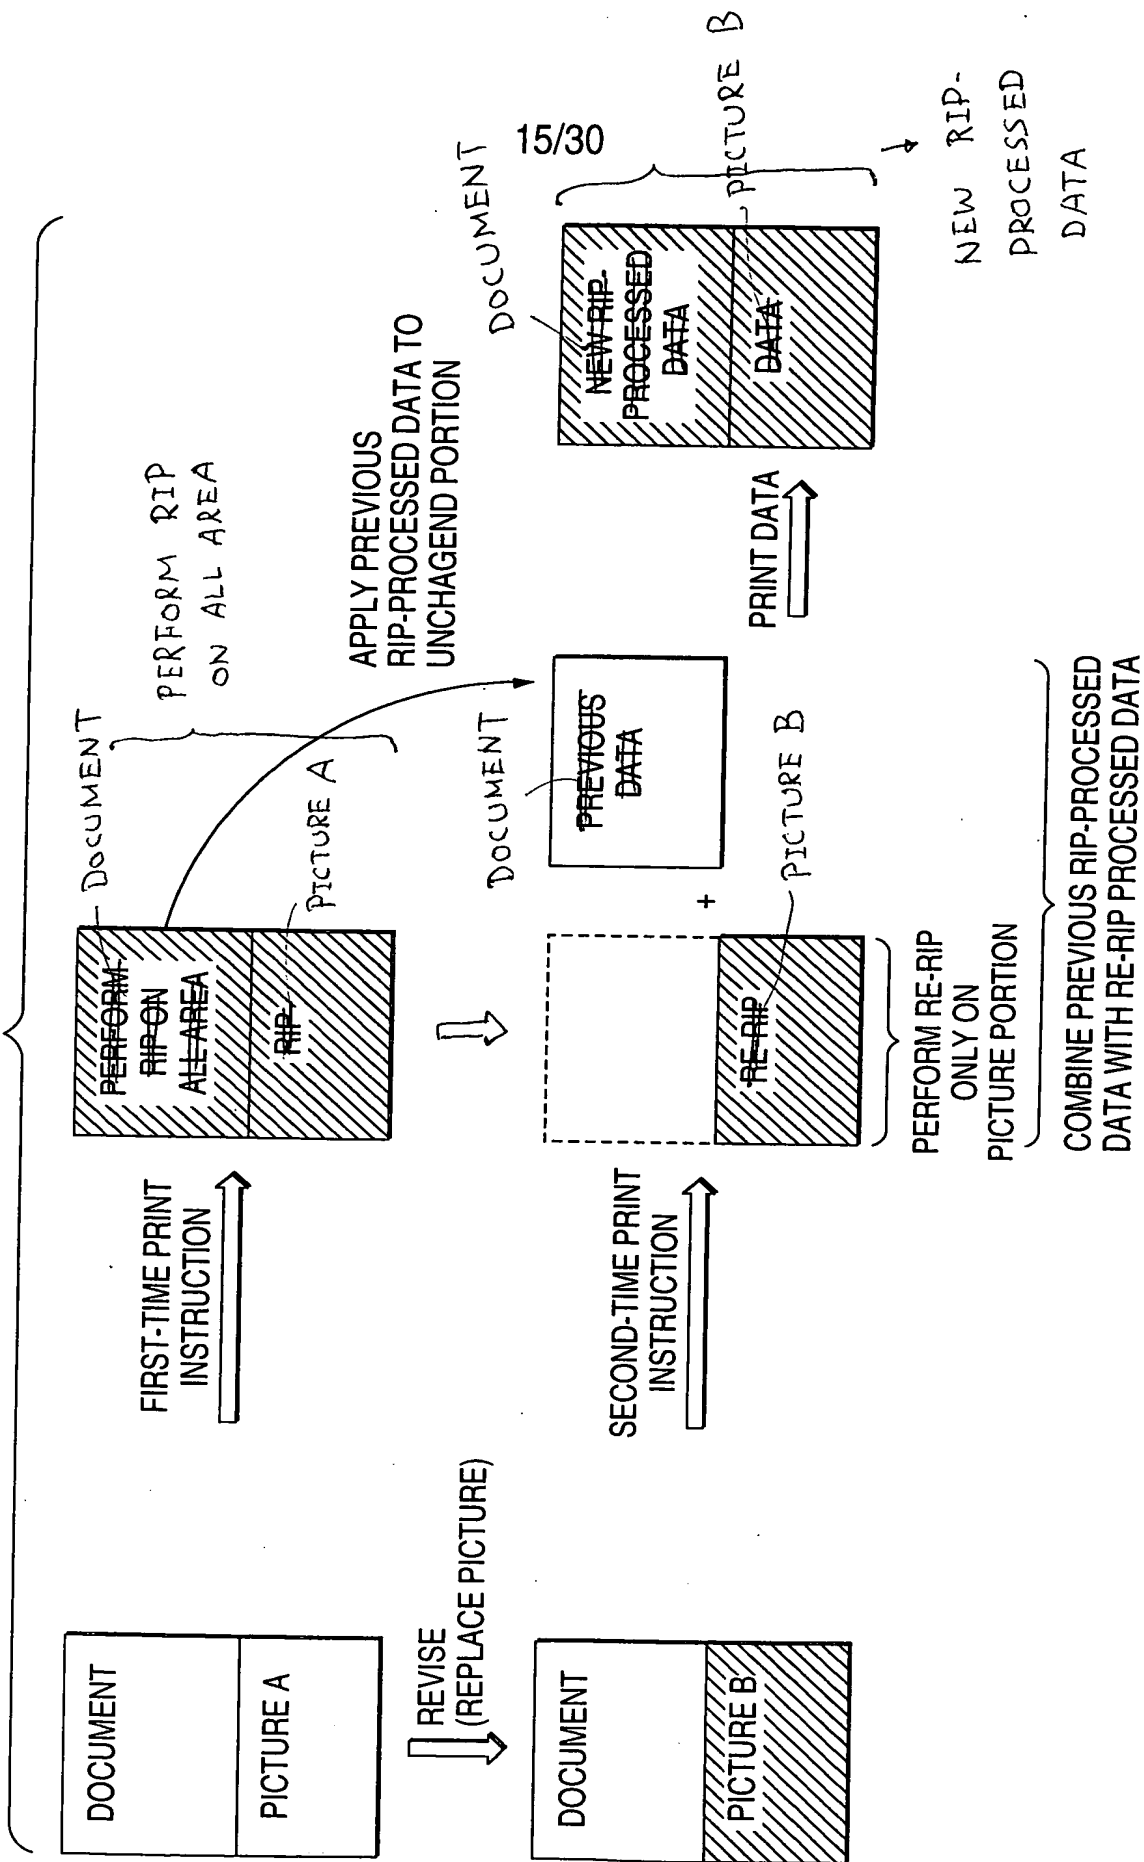 15/30
DOCUMENT
PICTURE A
FIRST-TIME PRINT
INSTRUCTION
DOCUMENT
PERFORM
RIP ON
ALL AREA
RIP
PICTURE A
PERFORM RIP
ON ALL AREA
REVISE
(REPLACE PICTURE)
APPLY PREVIOUS
RIP-PROCESSED DATA TO
UNCHAGEND PORTION
DOCUMENT
PICTURE B
SECOND-TIME PRINT
INSTRUCTION
RE-RIP
PICTURE B
+
DOCUMENT
PREVIOUS
DATA
PRINT DATA
DOCUMENT
NEW RIP-
PROCESSED
DATA
DATA
PICTURE B
NEW RIP-
PROCESSED
DATA
PERFORM RE-RIP
ONLY ON
PICTURE PORTION
COMBINE PREVIOUS RIP-PROCESSED
DATA WITH RE-RIP PROCESSED DATA